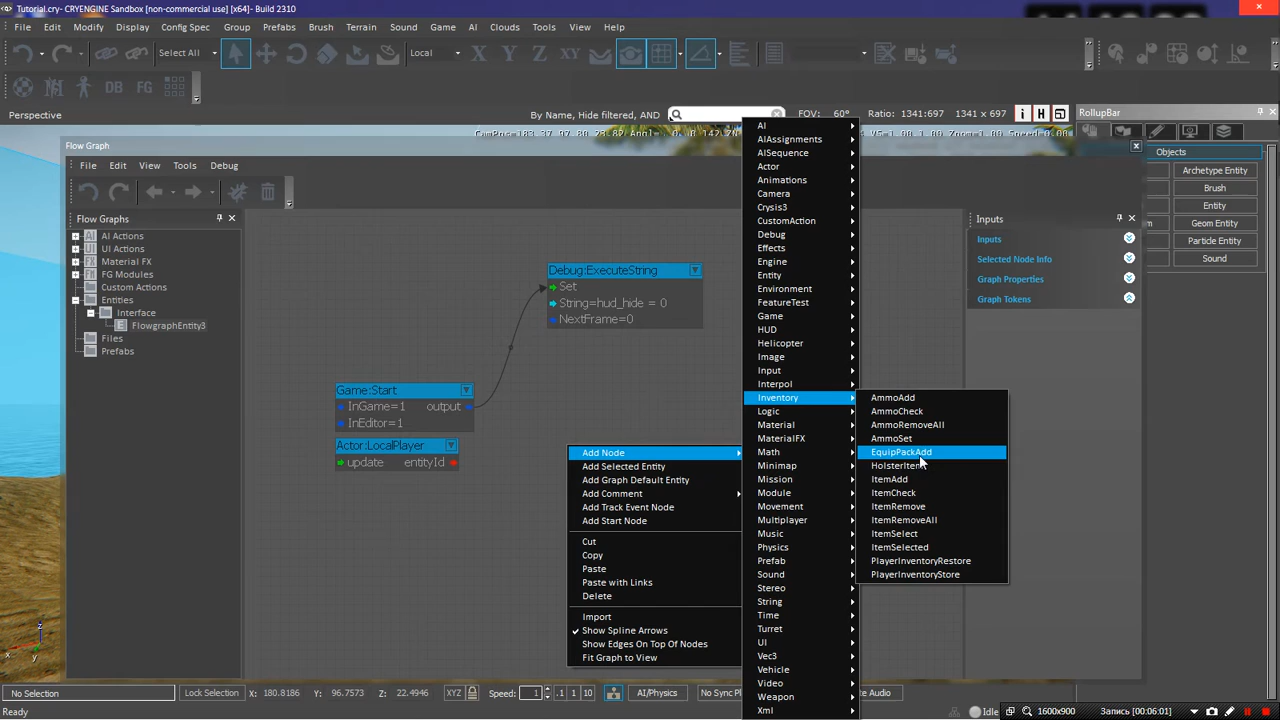 Tutorial.cry - CRYENGINE Sandbox [non-commercial use] [x64] - Build 2310
File Edit Modify Display Config Spec Group Prefabs Brush Terrain Sound Game AI Clouds Tools View Help
Select All Local X Y Z XY
DB FG
Perspective By Name, Hide filtered, AND FOV: 60° Ratio: 1341:697 1341 x 697 i H RollupBar
Flow Graph
File Edit View Tools Debug
Objects
Archetype Entity
Brush
Entity
Geom Entity
Particle Entity
Sound
Flow Graphs
AI Actions
UI Actions
Material FX
FG Modules
Custom Actions
Entities
Interface
FlowgraphEntity3
Files
Prefabs
Debug:ExecuteString
Set
String=hud_hide = 0
NextFrame=0
Game:Start
InGame=1 output
InEditor=1
Actor:LocalPlayer
update entityId
Add Node
Add Selected Entity
Add Graph Default Entity
Add Comment
Add Track Event Node
Add Start Node
Cut
Copy
Paste
Paste with Links
Delete
Import
Show Spline Arrows
Show Edges On Top Of Nodes
Fit Graph to View
AI
AIAssignments
AISequence
Actor
Animations
Camera
Crysis3
CustomAction
Debug
Effects
Engine
Entity
Environment
FeatureTest
Game
HUD
Helicopter
Image
Input
Interpol
Inventory
Logic
Material
MaterialFX
Math
Minimap
Mission
Module
Movement
Multiplayer
Music
Physics
Prefab
Sound
Stereo
String
Time
Turret
UI
Vec3
Vehicle
Video
Weapon
Xml
AmmoAdd
AmmoCheck
AmmoRemoveAll
AmmoSet
EquipPackAdd
HolsterItem
ItemAdd
ItemCheck
ItemRemove
ItemRemoveAll
ItemSelect
ItemSelected
PlayerInventoryRestore
PlayerInventoryStore
Inputs
Inputs
Selected Node Info
Graph Properties
Graph Tokens
No Selection Lock Selection X: 180.8186 Y: 96.7573 Z: 22.4946 XYZ Speed: 1 .1 1 10 AI/Physics No Sync Audio
Ready Idle 1600x900 Запись [00:06:01]